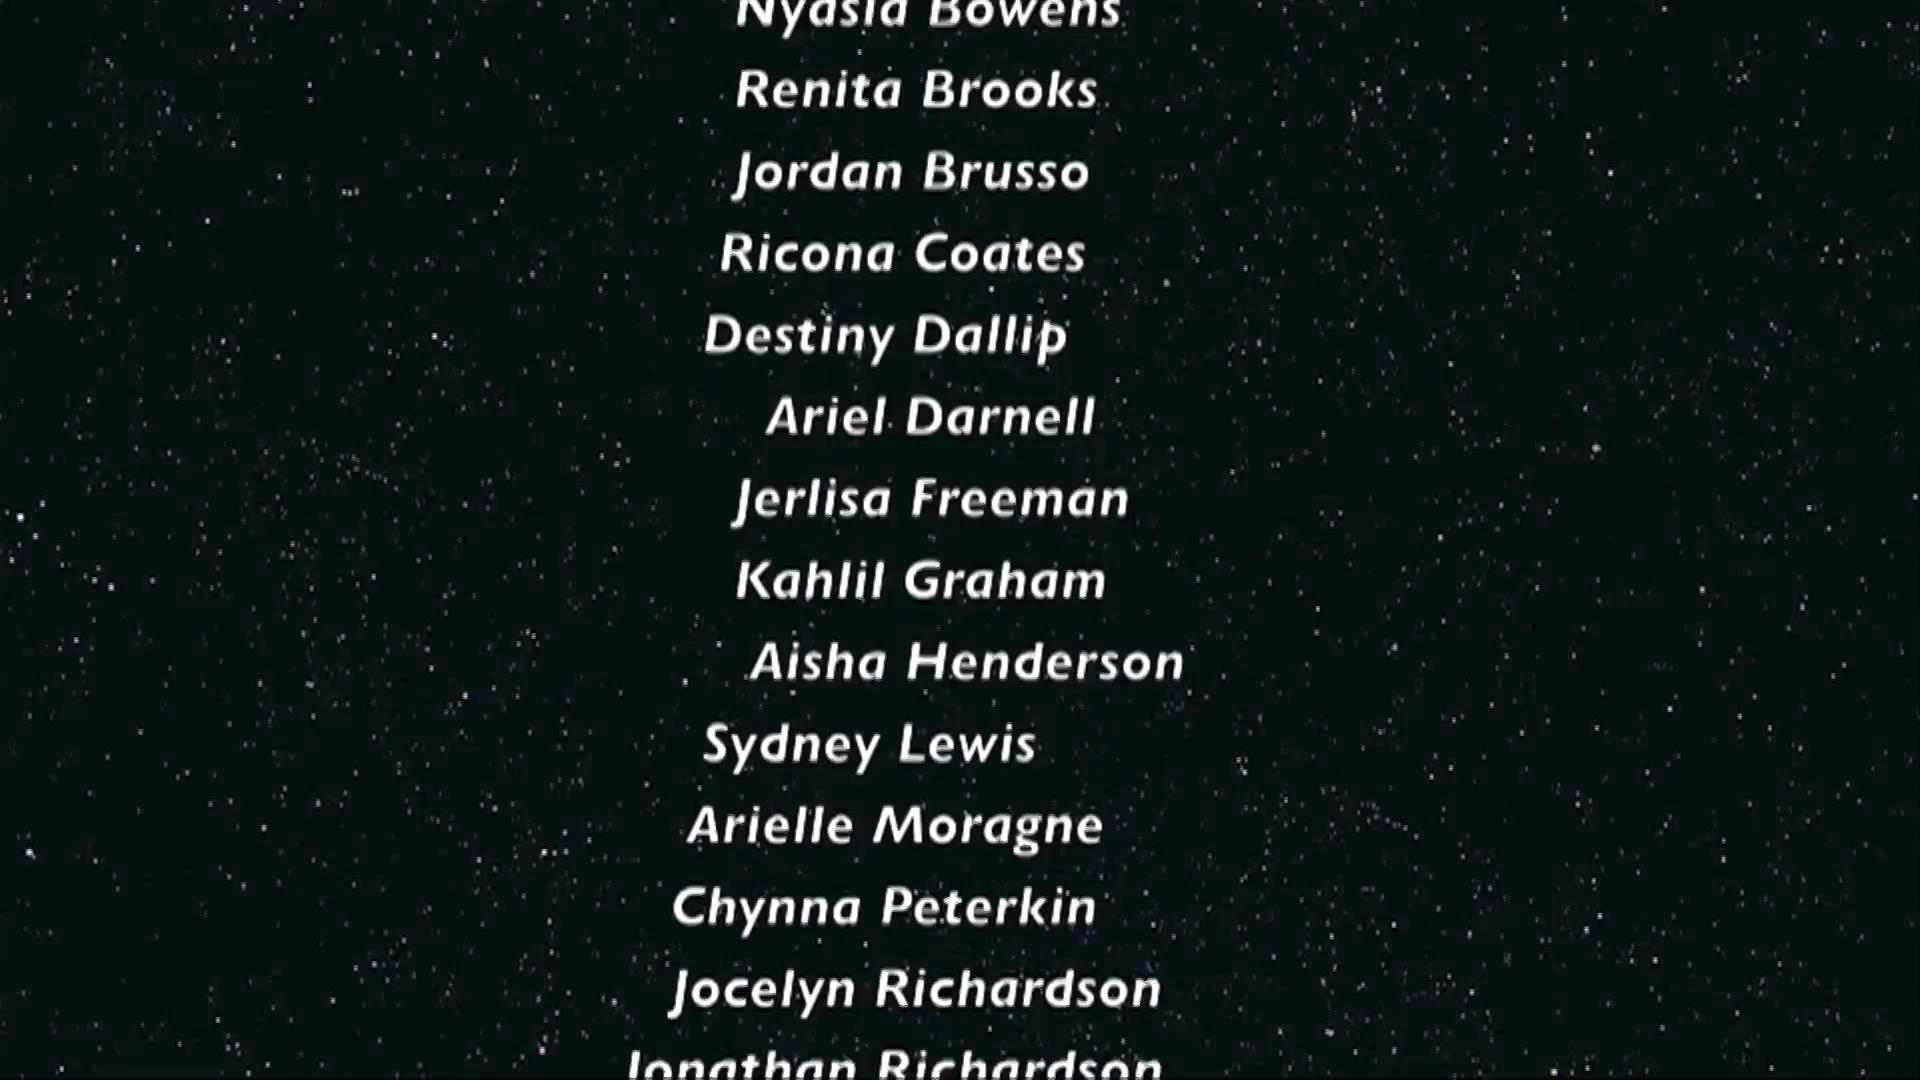 Nyasia Bowens
Renita Brooks
Jordan Brusso
Ricona Coates
Destiny Dallip
Ariel Darnell
Jerlisa Freeman
Kahlil Graham
Aisha Henderson
Sydney Lewis
Arielle Moragne
Chynna Peterkin
Jocelyn Richardson
Jonathan Richardson